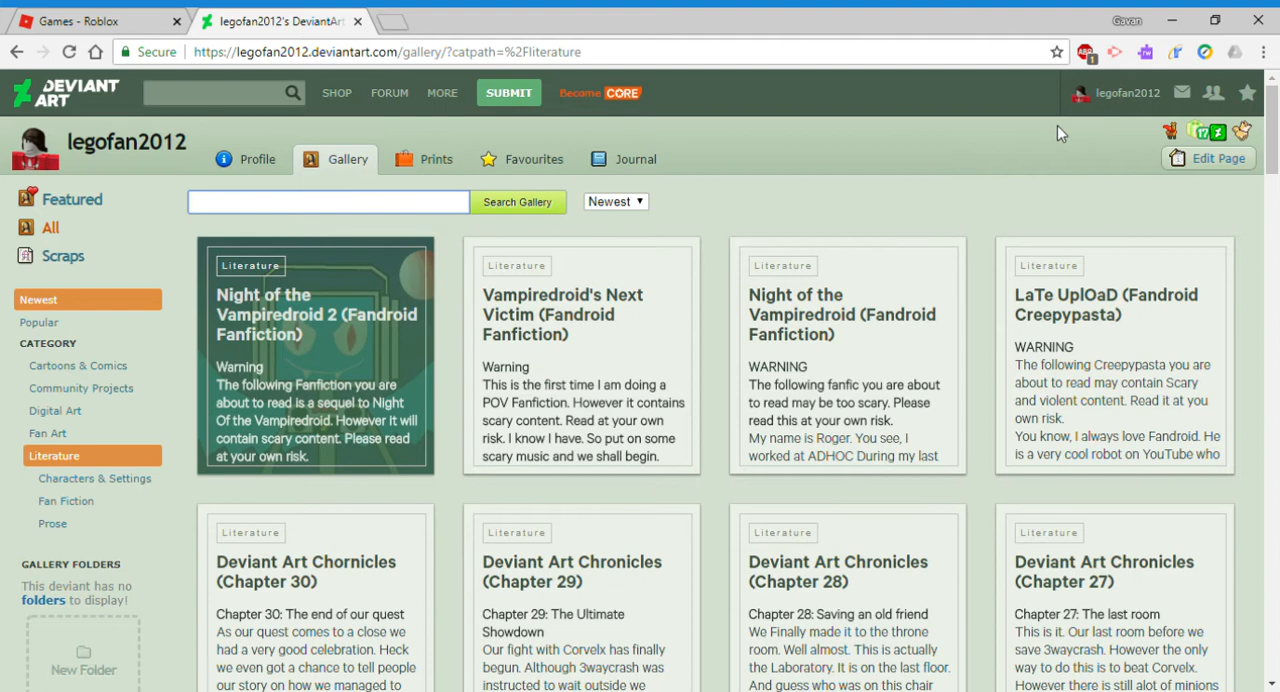 Games - Roblox
legofan2012's DeviantArt
Gavan
Secure
https://legofan2012.deviantart.com/gallery/?catpath=%2Fliterature
ABP
1
DEVIANT
ART
SHOP
FORUM
MORE
SUBMIT
Become CORE
legofan2012
legofan2012
Profile
Gallery
Prints
Favourites
Journal
17
Edit Page
Featured
All
Scraps
Search Gallery
Newest
Newest
Popular
CATEGORY
Cartoons & Comics
Community Projects
Digital Art
Fan Art
Literature
Characters & Settings
Fan Fiction
Prose
GALLERY FOLDERS
This deviant has no
folders to display!
New Folder
Literature
Night of the
Vampiredroid 2 (Fandroid
Fanfiction)
Warning
The following Fanfiction you are
about to read is a sequel to Night
Of the Vampiredroid. However it will
contain scary content. Please read
at your own risk.
Literature
Vampiredroid's Next
Victim (Fandroid
Fanfiction)
Warning
This is the first time I am doing a
POV Fanfiction. However it contains
scary content. Read at your own
risk. I know I have. So put on some
scary music and we shall begin.
Literature
Night of the
Vampiredroid (Fandroid
Fanfiction)
WARNING
The following fanfic you are about
to read may be too scary. Please
read this at your own risk.
My name is Roger. You see, I
worked at ADHOC During my last
Literature
LaTe UplOaD (Fandroid
Creepypasta)
WARNING
The following Creepypasta you are
about to read may contain Scary
and violent content. Read it at you
own risk.
You know, I always love Fandroid. He
is a very cool robot on YouTube who
Literature
Deviant Art Chornicles
(Chapter 30)
Chapter 30: The end of our quest
As our quest comes to a close we
had a very good celebration. Heck
we even got a chance to tell people
our story on how we managed to
Literature
Deviant Art Chronicles
(Chapter 29)
Chapter 29: The Ultimate
Showdown
Our fight with Corvelx has finally
begun. Although 3waycrash was
instructed to wait outside we
Literature
Deviant Art Chronicles
(Chapter 28)
Chapter 28: Saving an old friend
We Finally made it to the throne
room. Well almost. This is actually
the Laboratory. It is on the last floor.
And guess who was on this chair
Literature
Deviant Art Chronicles
(Chapter 27)
Chapter 27: The last room
This is it. Our last room before we
save 3waycrash. However the only
way to do this is to beat Corvelx.
However there is still alot of minions